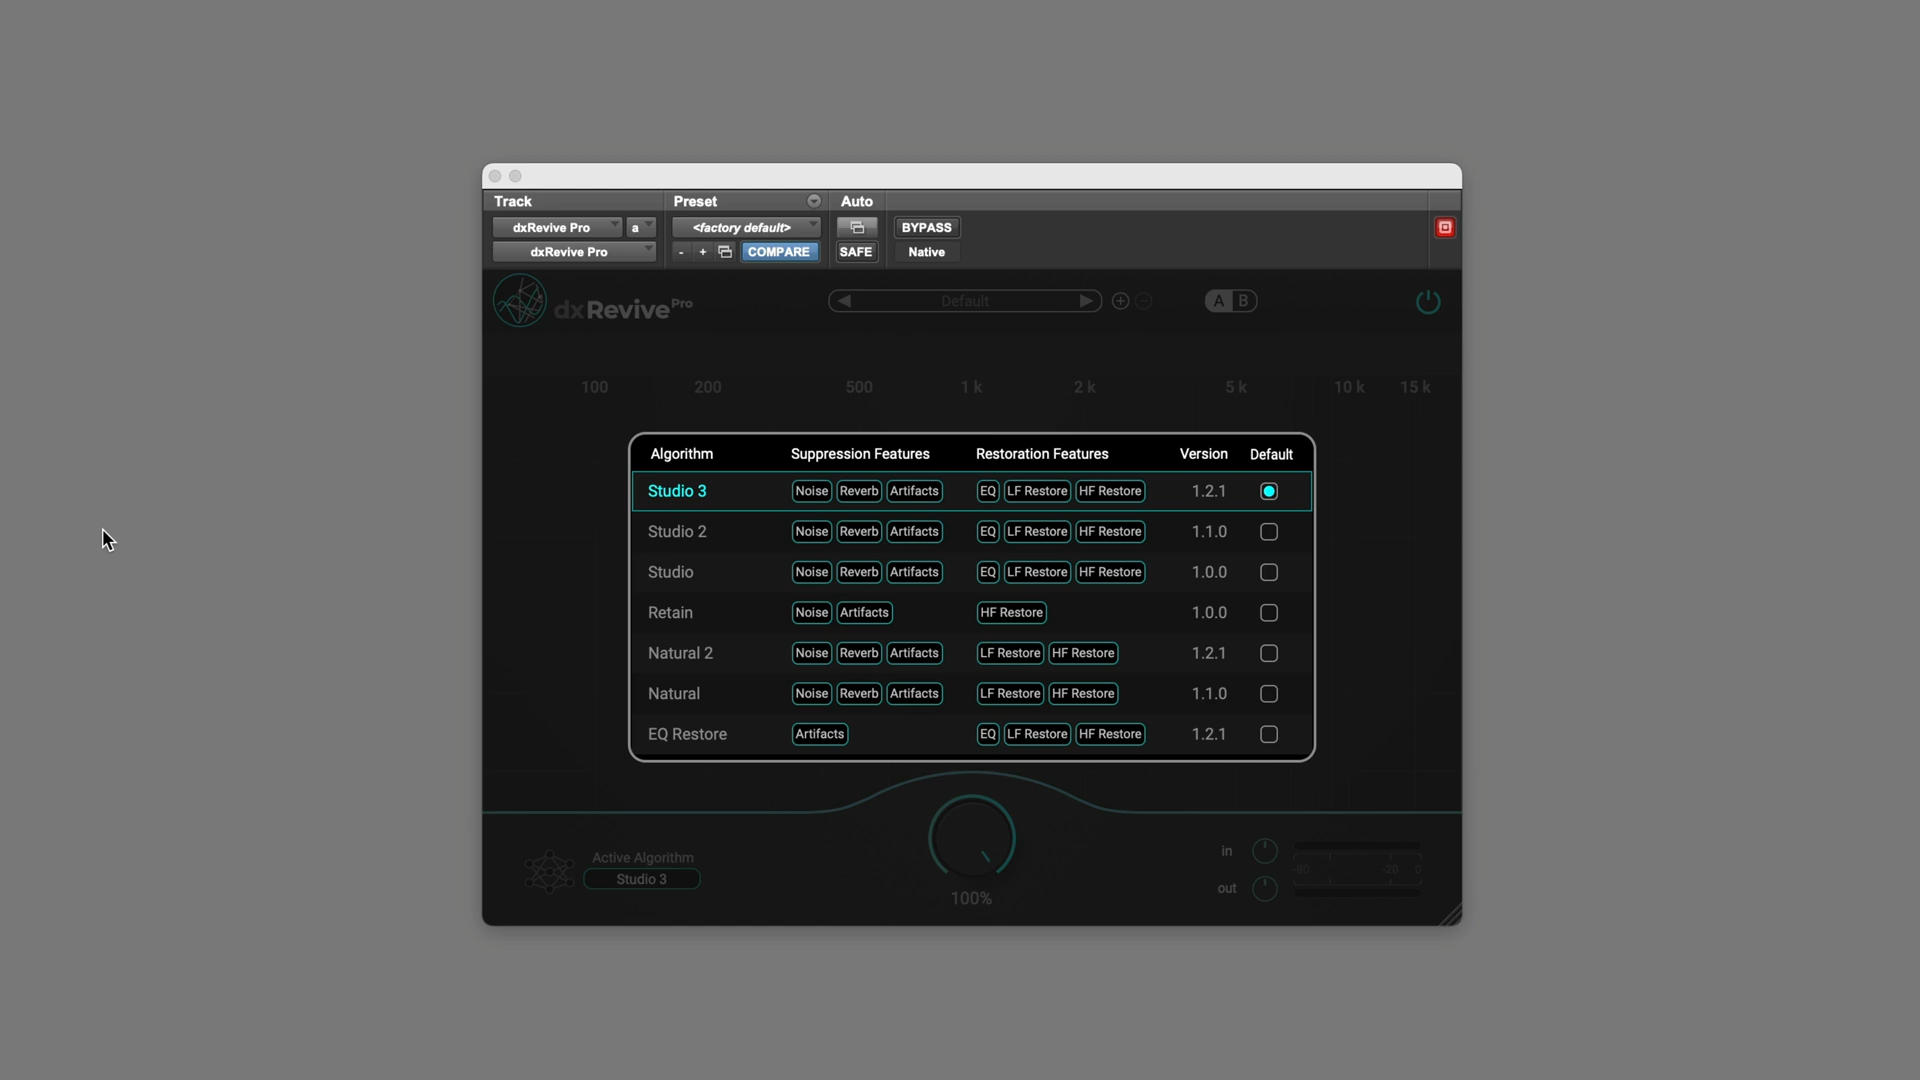 Track Preset Auto
dxRevive Pro a <factory default> BYPASS
dxRevive Pro - + COMPARE SAFE Native
dxRevive Pro Default A B
100 200 500 1 k 2 k 5 k 10 k 15 k
Algorithm Suppression Features Restoration Features Version Default
Studio 3 Noise Reverb Artifacts EQ LF Restore HF Restore 1.2.1
Studio 2 Noise Reverb Artifacts EQ LF Restore HF Restore 1.1.0
Studio Noise Reverb Artifacts EQ LF Restore HF Restore 1.0.0
Retain Noise Artifacts HF Restore 1.0.0
Natural 2 Noise Reverb Artifacts LF Restore HF Restore 1.2.1
Natural Noise Reverb Artifacts LF Restore HF Restore 1.1.0
EQ Restore Artifacts EQ LF Restore HF Restore 1.2.1
Active Algorithm
Studio 3
100%
in
-80 -20 0
out